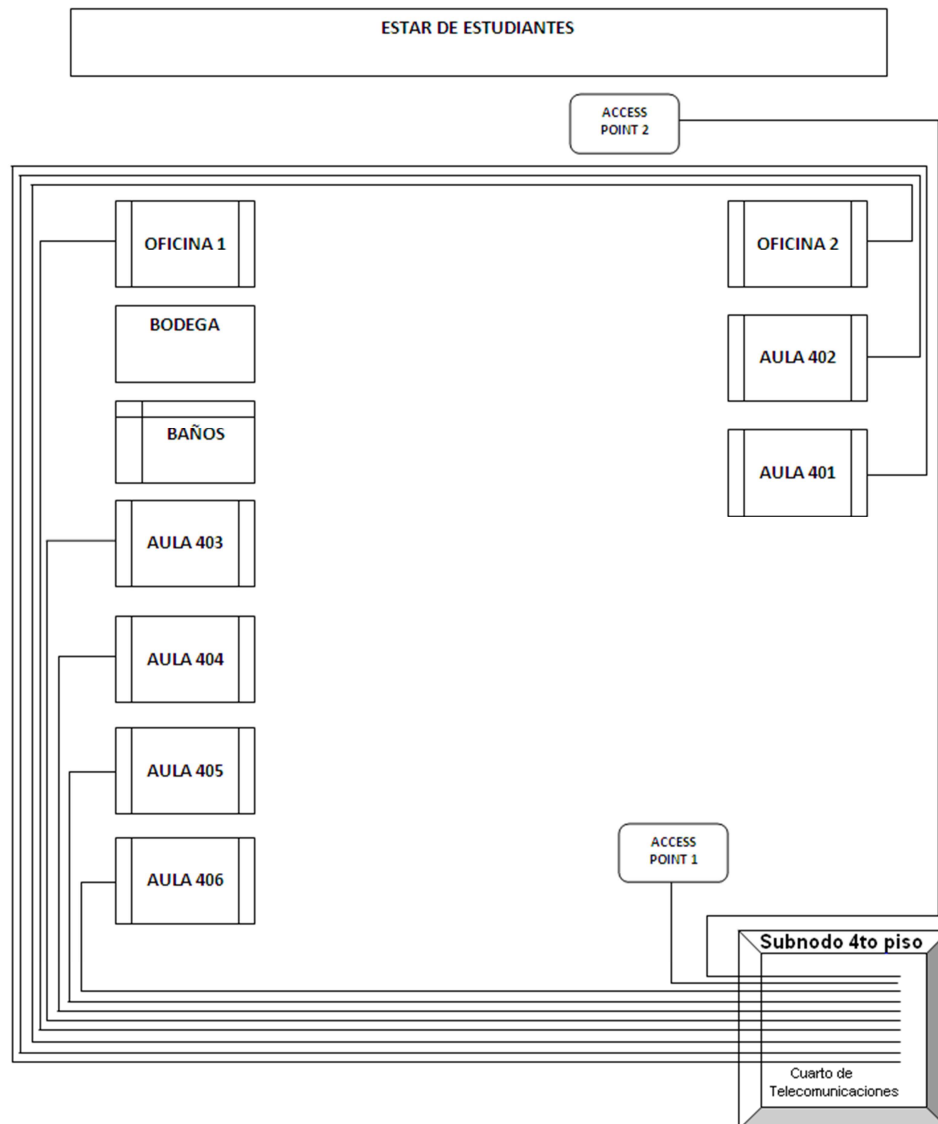 ESTAR DE ESTUDIANTES
ACCESS
POINT 2
OFICINA 1
OFICINA 2
BODEGA
AULA 402
BAÑOS
AULA 401
AULA 403
AULA 404
AULA 405
ACCESS
POINT 1
AULA 406
Subnodo 4to piso
Cuarto de
Telecomunicaciones